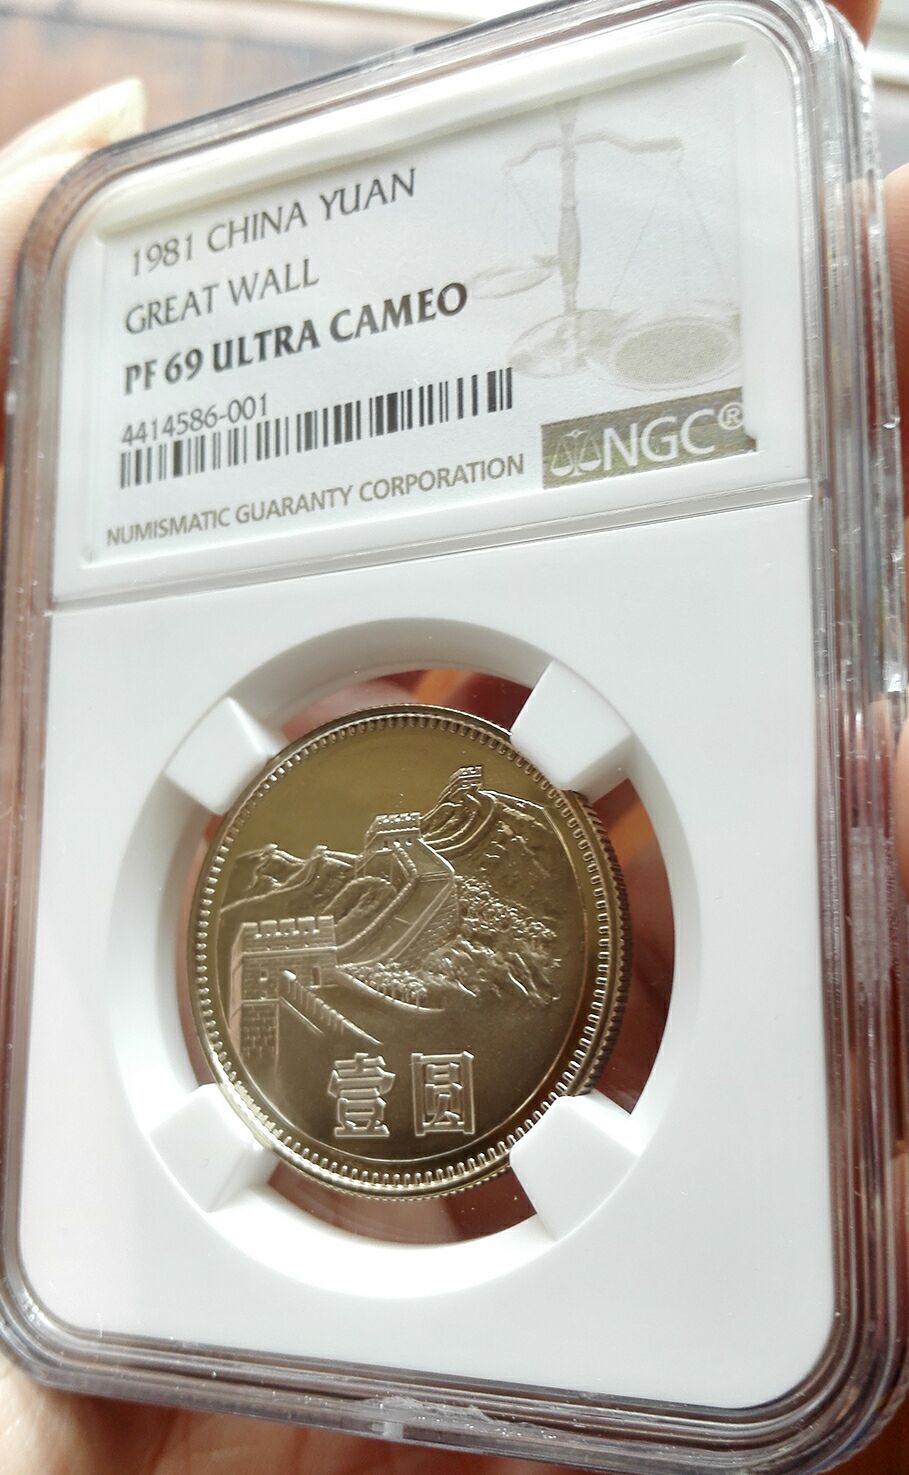 1981 CHINA YUAN
GREAT WALL
PF 69 ULTRA CAMEO
4414586-001
NUMISMATIC GUARANTY CORPORATION
NGC®
壹圆